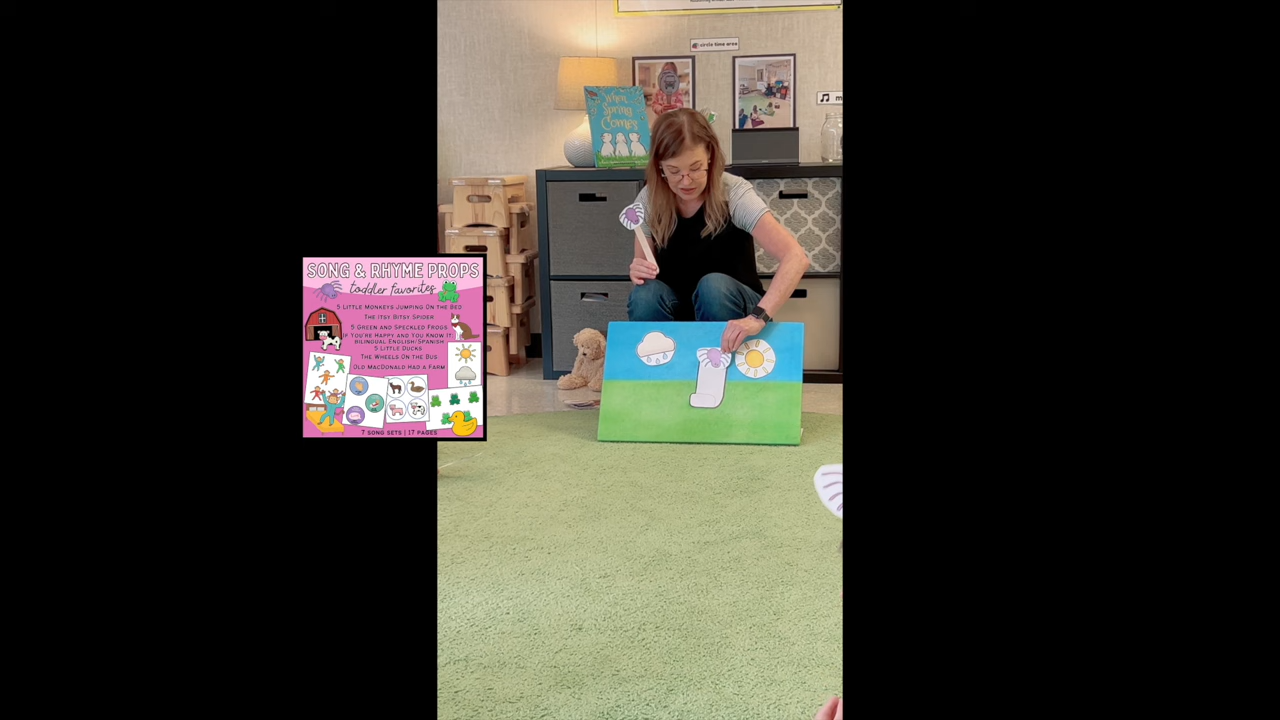 circle time area
When
Spring
Comes
m
SONG & RHYME PROPS
toddler favorites
5 LITTLE MONKEYS JUMPING ON THE BED
THE ITSY BITSY SPIDER
5 GREEN AND SPECKLED FROGS
IF YOU'RE HAPPY AND YOU KNOW IT
BILINGUAL ENGLISH/SPANISH
5 LITTLE DUCKS
THE WHEELS ON THE BUS
OLD MACDONALD HAD A FARM
7 SONG SETS | 17 PAGES